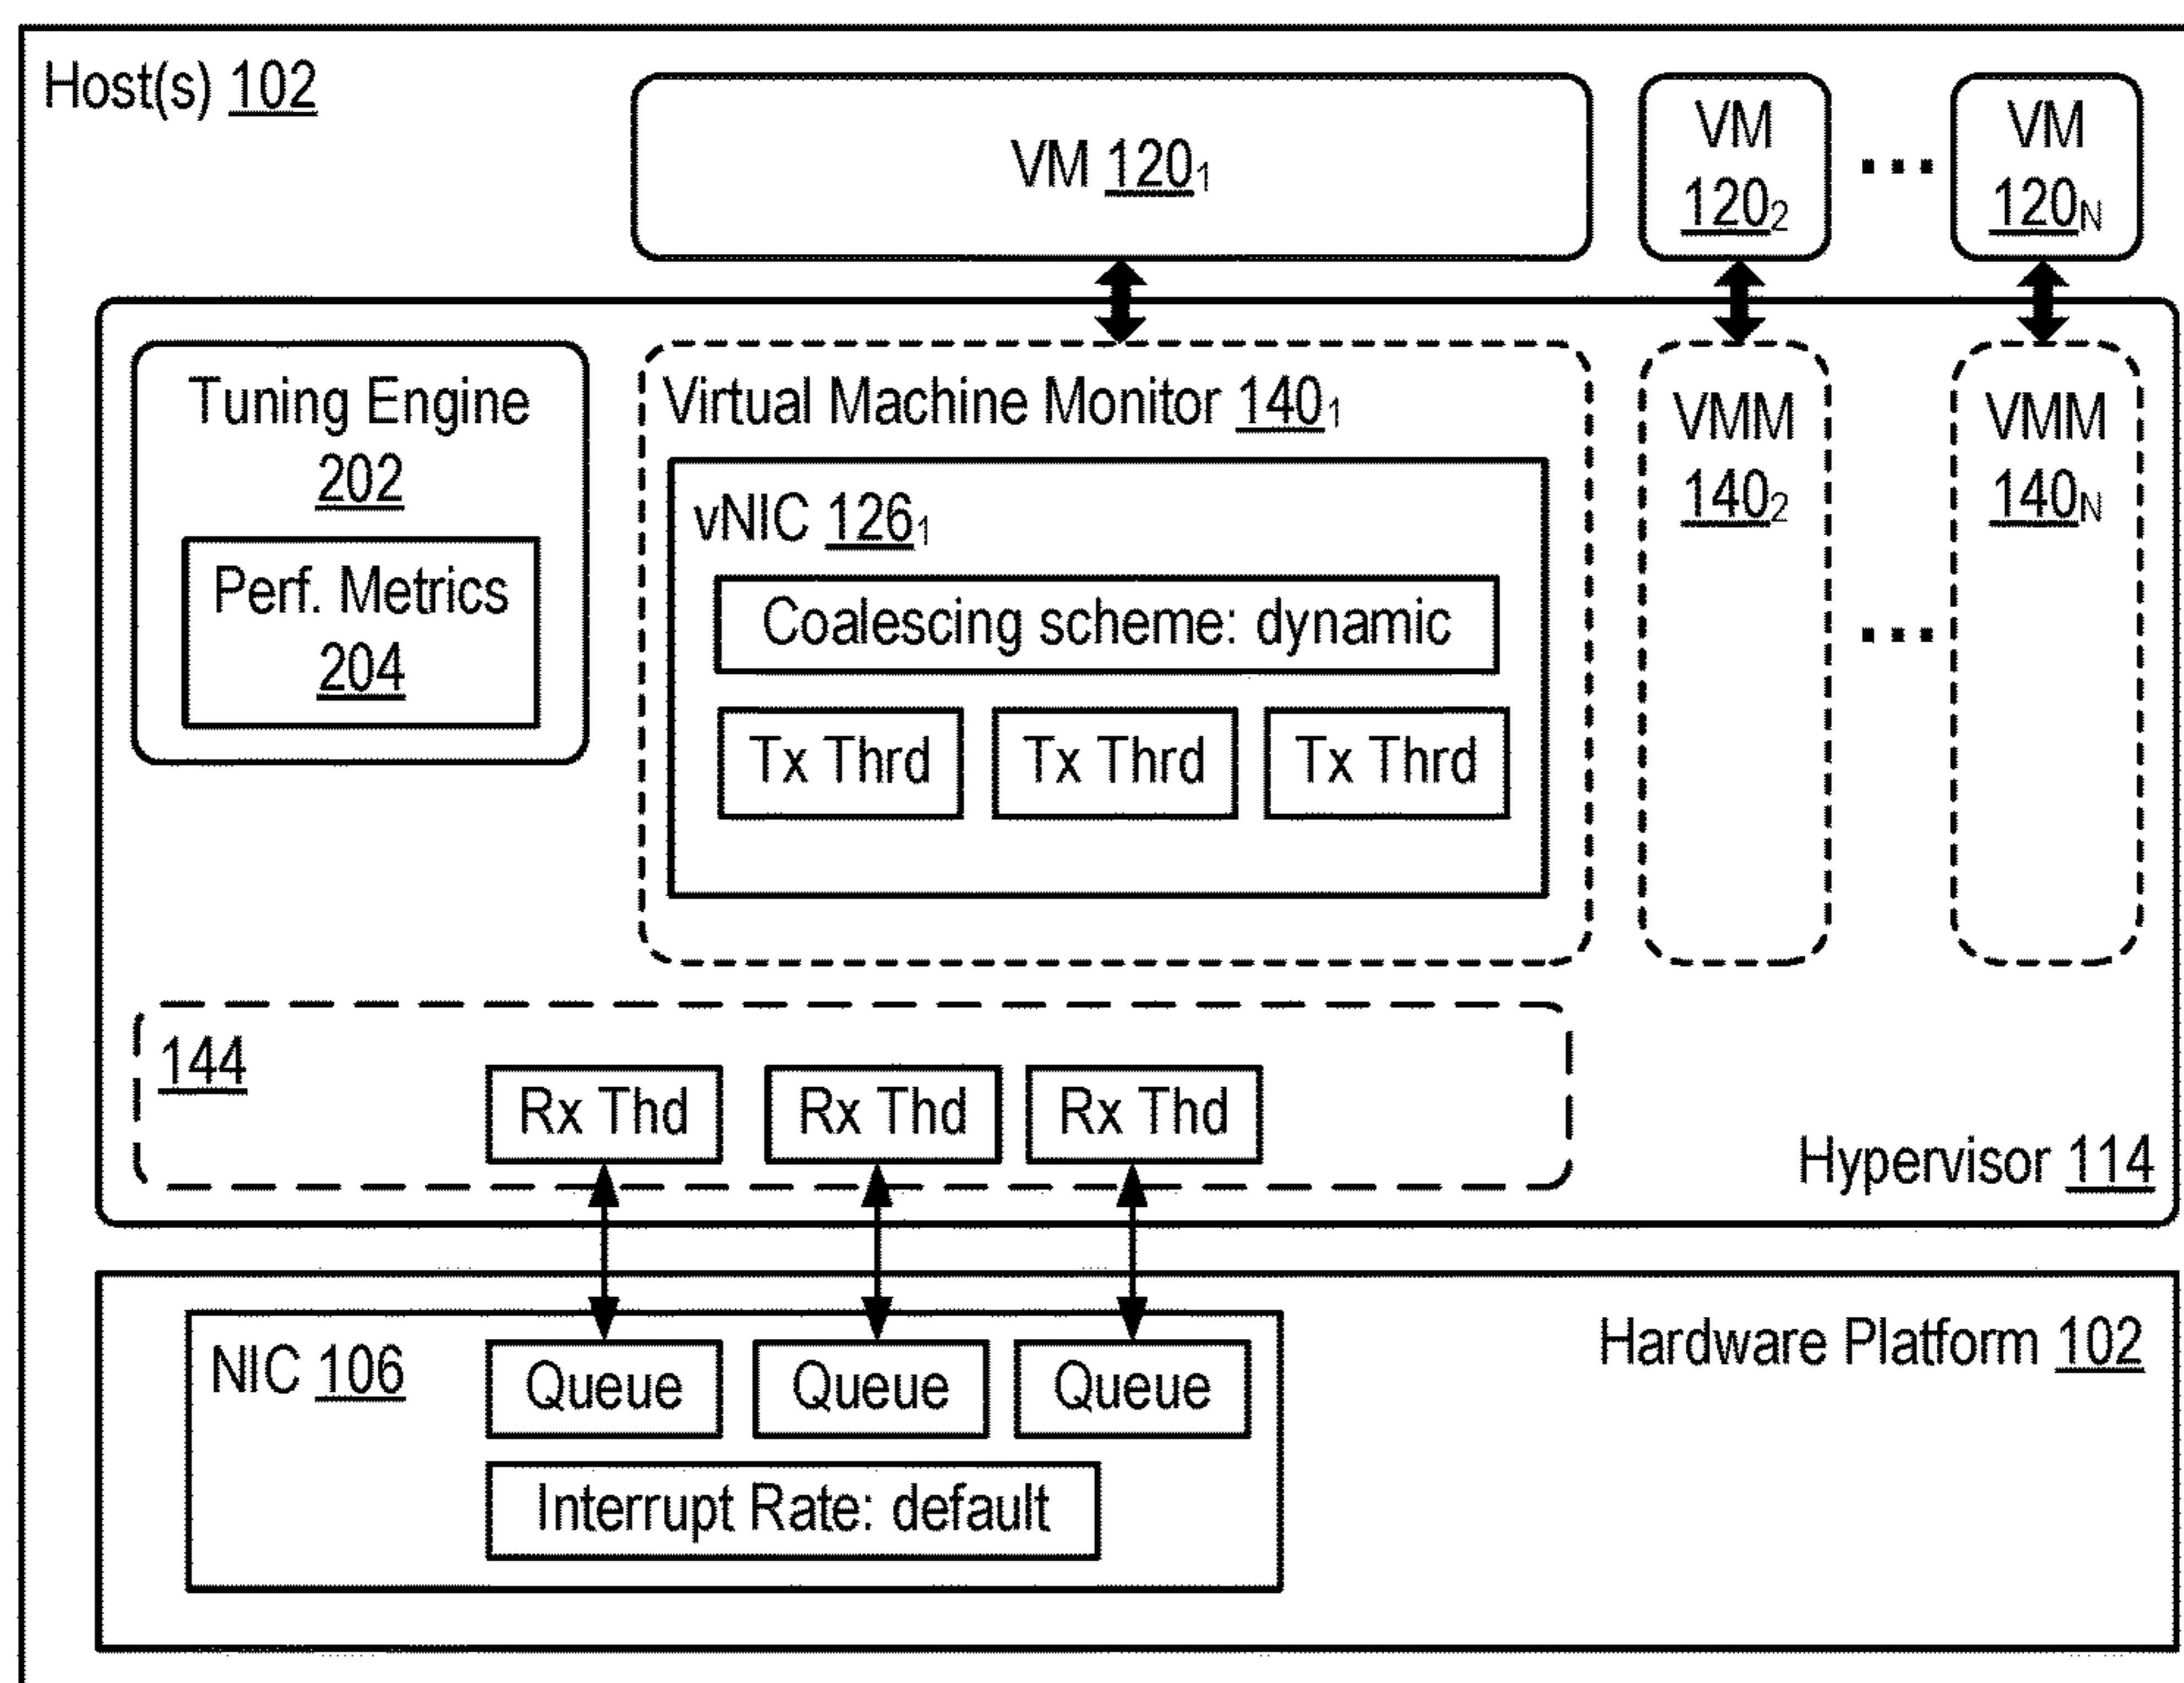 Host(s) 102
VM 120₁
VM
120₂
...
VM
120N
Tuning Engine
202
Perf. Metrics
204
Virtual Machine Monitor 140₁
vNIC 126₁
Coalescing scheme: dynamic
Tx Thrd
Tx Thrd
Tx Thrd
VMM
140₂
...
VMM
140N
144
Rx Thd
Rx Thd
Rx Thd
Hypervisor 114
NIC 106
Queue
Queue
Queue
Interrupt Rate: default
Hardware Platform 102